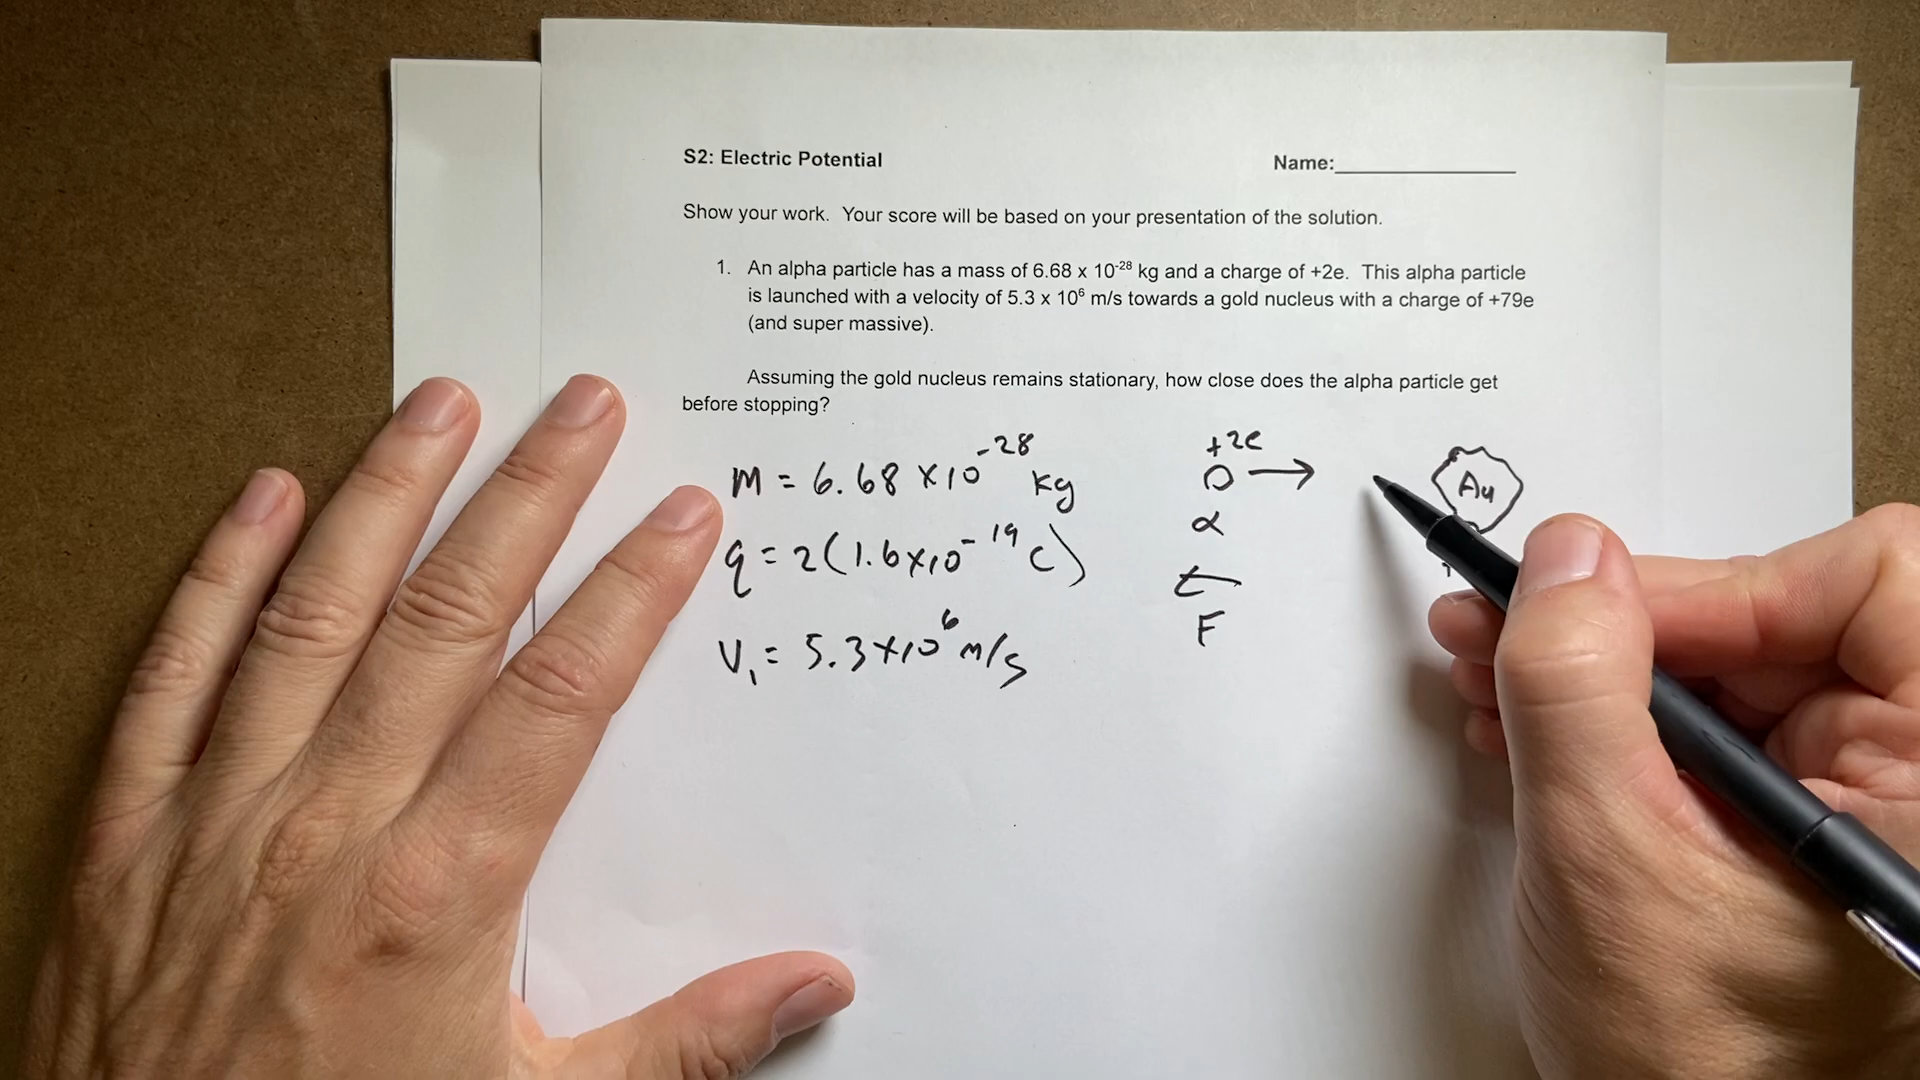 S2: Electric Potential Name:
Show your work. Your score will be based on your presentation of the solution.
1. An alpha particle has a mass of 6.68 x 10⁻²⁸ kg and a charge of +2e. This alpha particle
is launched with a velocity of 5.3 x 10⁶ m/s towards a gold nucleus with a charge of +79e
(and super massive).
Assuming the gold nucleus remains stationary, how close does the alpha particle get
before stopping?
m = 6.68 x 10⁻²⁸ kg
q = 2(1.6x10⁻¹⁹ C)
v₁ = 5.3x10⁶ m/s
+2e
Au
α
F